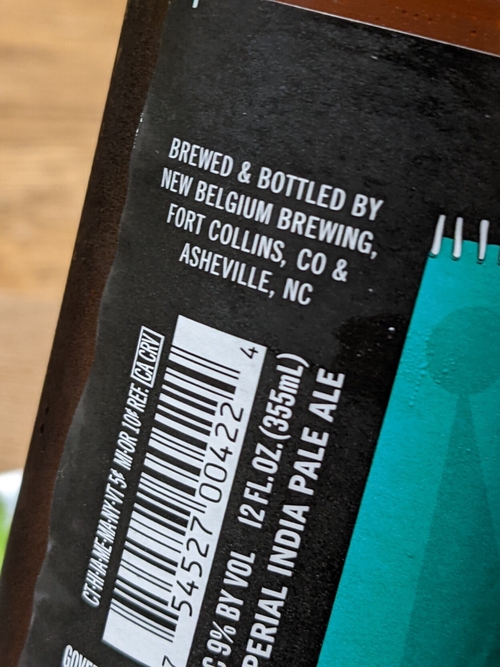 BREWED & BOTTLED BY
NEW BELGIUM BREWING,
FORT COLLINS, CO &
ASHEVILLE, NC
CT·HI·IA·ME·MA·NY·VT 5¢ MI·OR 10¢ REF. CA CRV
7 54527 00422 4
C 9% BY VOL 12 FL.OZ.(355mL)
PERIAL INDIA PALE ALE
GOVE